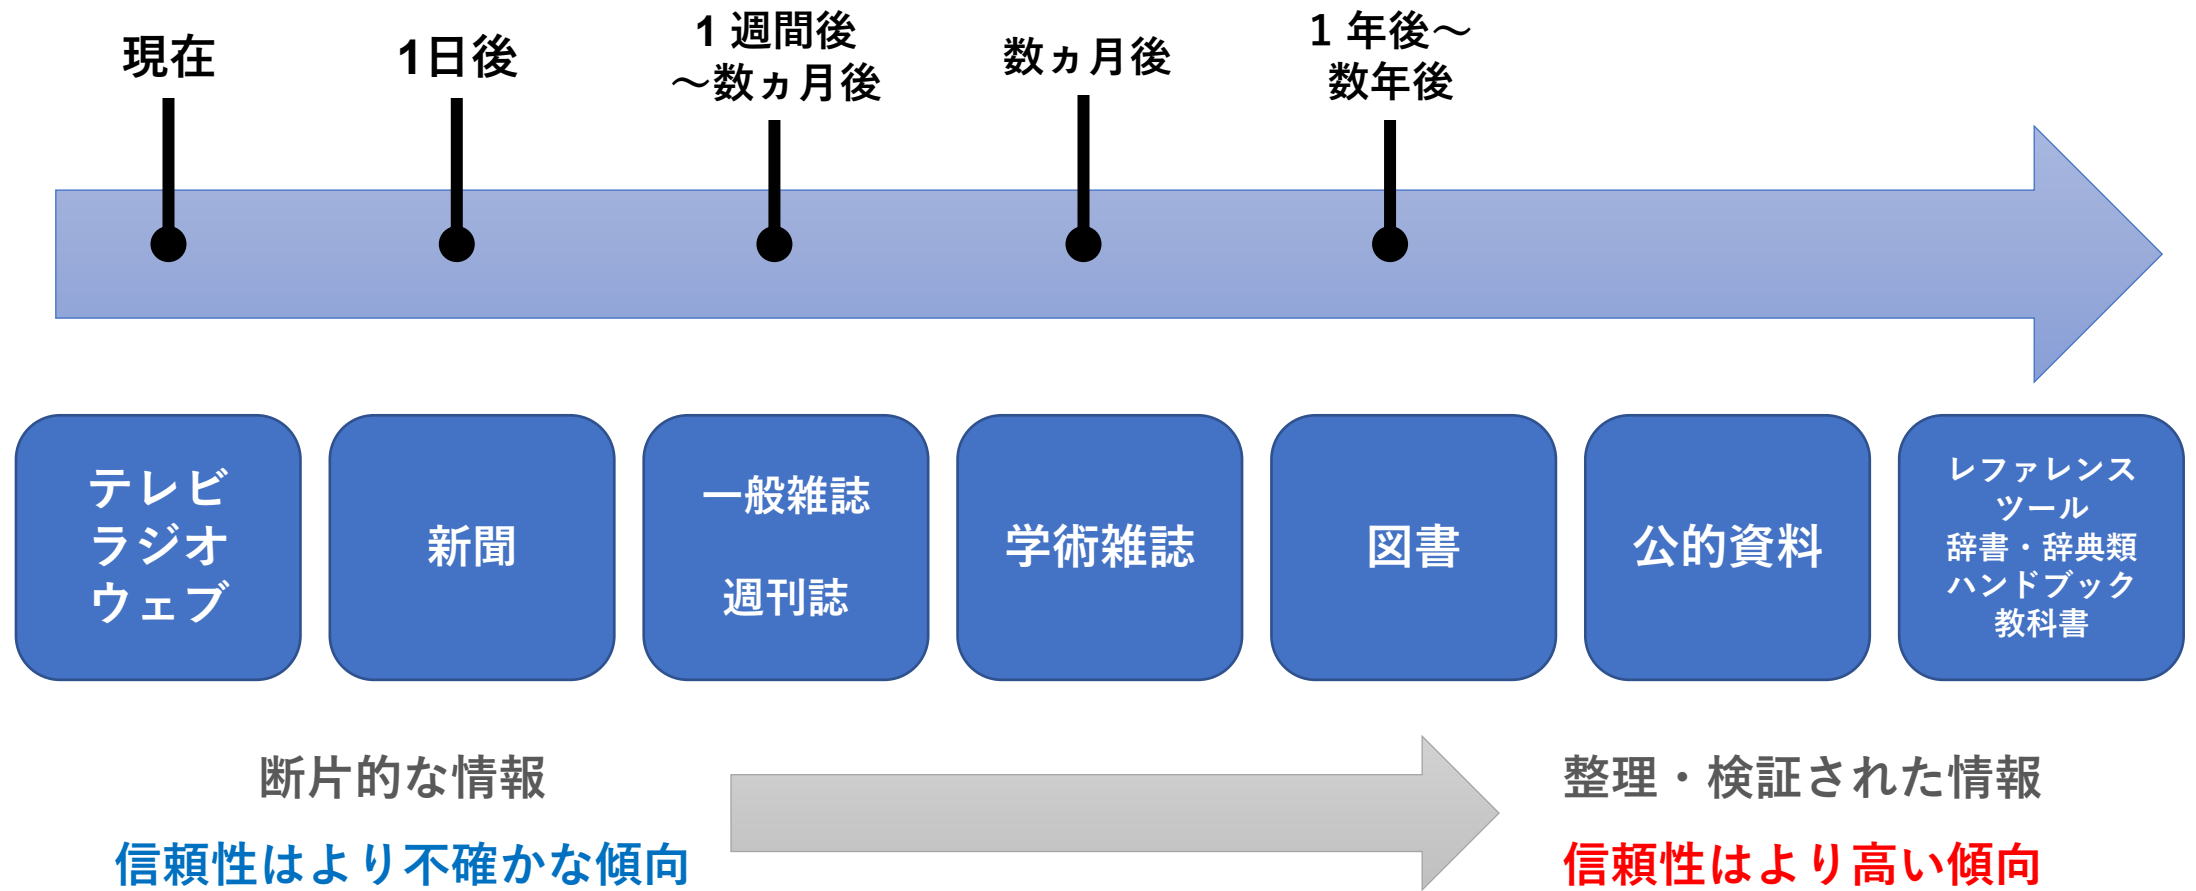 現在
1日後
1 週間後
～数ヵ月後
数ヵ月後
1 年後～
数年後
テレビ
ラジオ
ウェブ
新聞
一般雑誌
週刊誌
学術雑誌
図書
公的資料
レファレンス
ツール
辞書・辞典類
ハンドブック
教科書
断片的な情報
信頼性はより不確かな傾向
整理・検証された情報
信頼性はより高い傾向